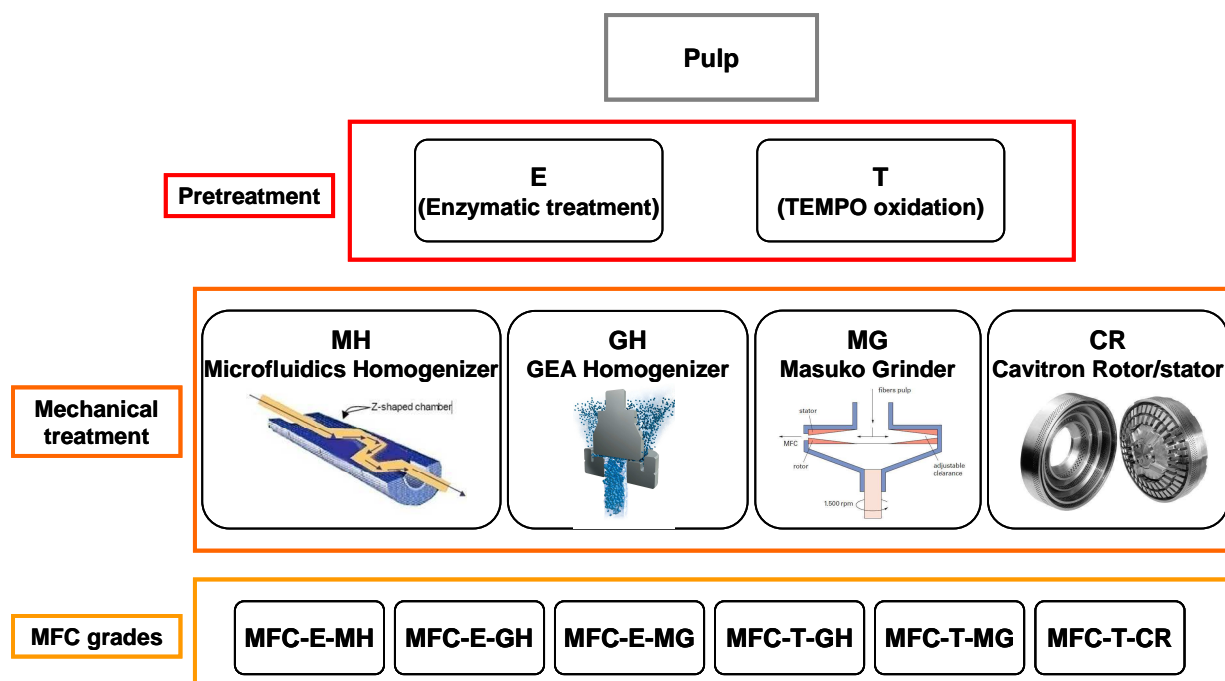 Pulp
Pretreatment
E
(Enzymatic treatment)
T
(TEMPO oxidation)
Mechanical
treatment
MH
Microfluidics Homogenizer
Z-shaped chamber
GH
GEA Homogenizer
MG
Masuko Grinder
fibers pulp
stator
MFC
rotor
adjustable
clearance
1.500 rpm
CR
Cavitron Rotor/stator
MFC grades
MFC-E-MH
MFC-E-GH
MFC-E-MG
MFC-T-GH
MFC-T-MG
MFC-T-CR